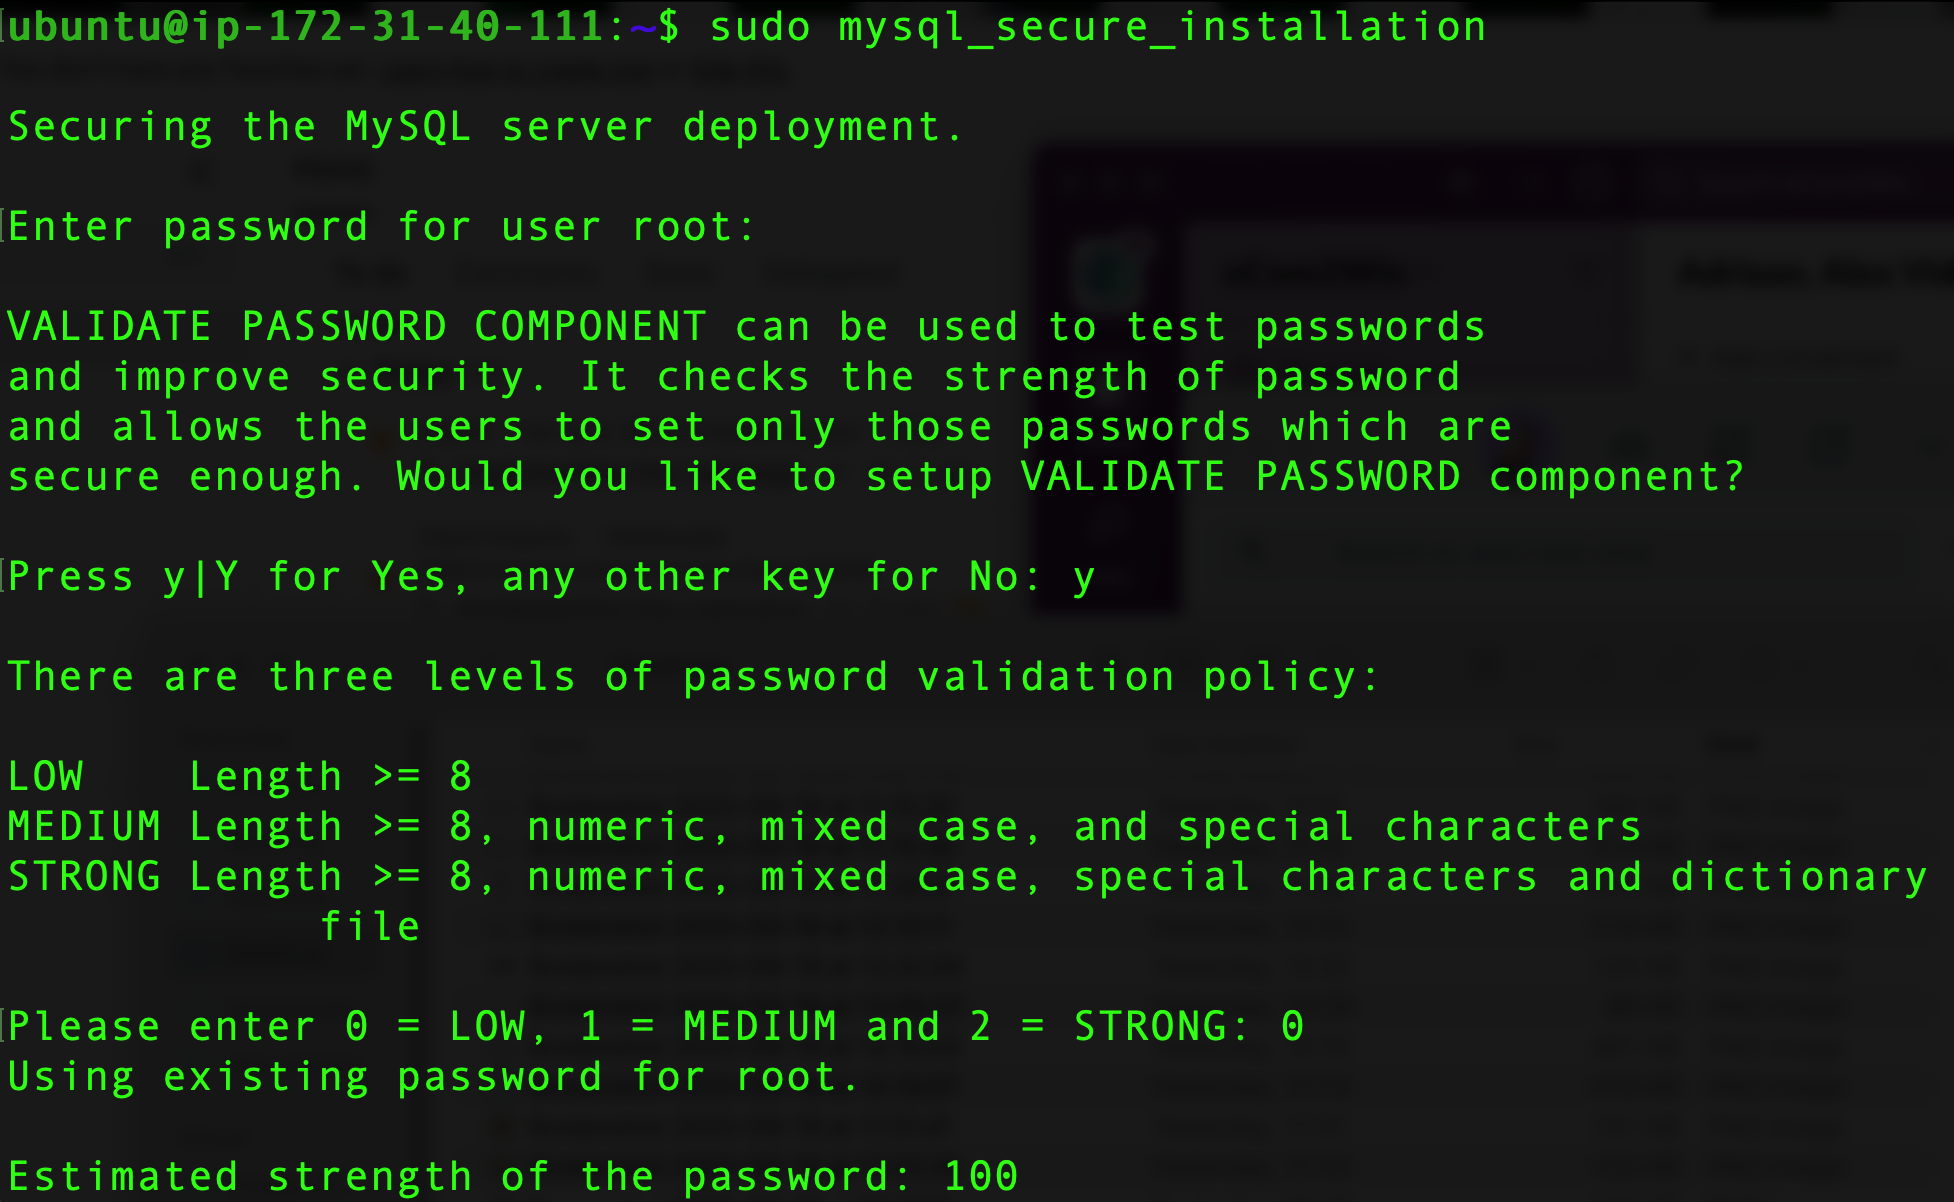 ubuntu@ip-172-31-40-111:~$ sudo mysql_secure_installation
Securing the MySQL server deployment.
Enter password for user root:
VALIDATE PASSWORD COMPONENT can be used to test passwords
and improve security. It checks the strength of password
and allows the users to set only those passwords which are
secure enough. Would you like to setup VALIDATE PASSWORD component?
Press y|Y for Yes, any other key for No: y
There are three levels of password validation policy:
LOW    Length >= 8
MEDIUM Length >= 8, numeric, mixed case, and special characters
STRONG Length >= 8, numeric, mixed case, special characters and dictionary
            file
Please enter 0 = LOW, 1 = MEDIUM and 2 = STRONG: 0
Using existing password for root.
Estimated strength of the password: 100